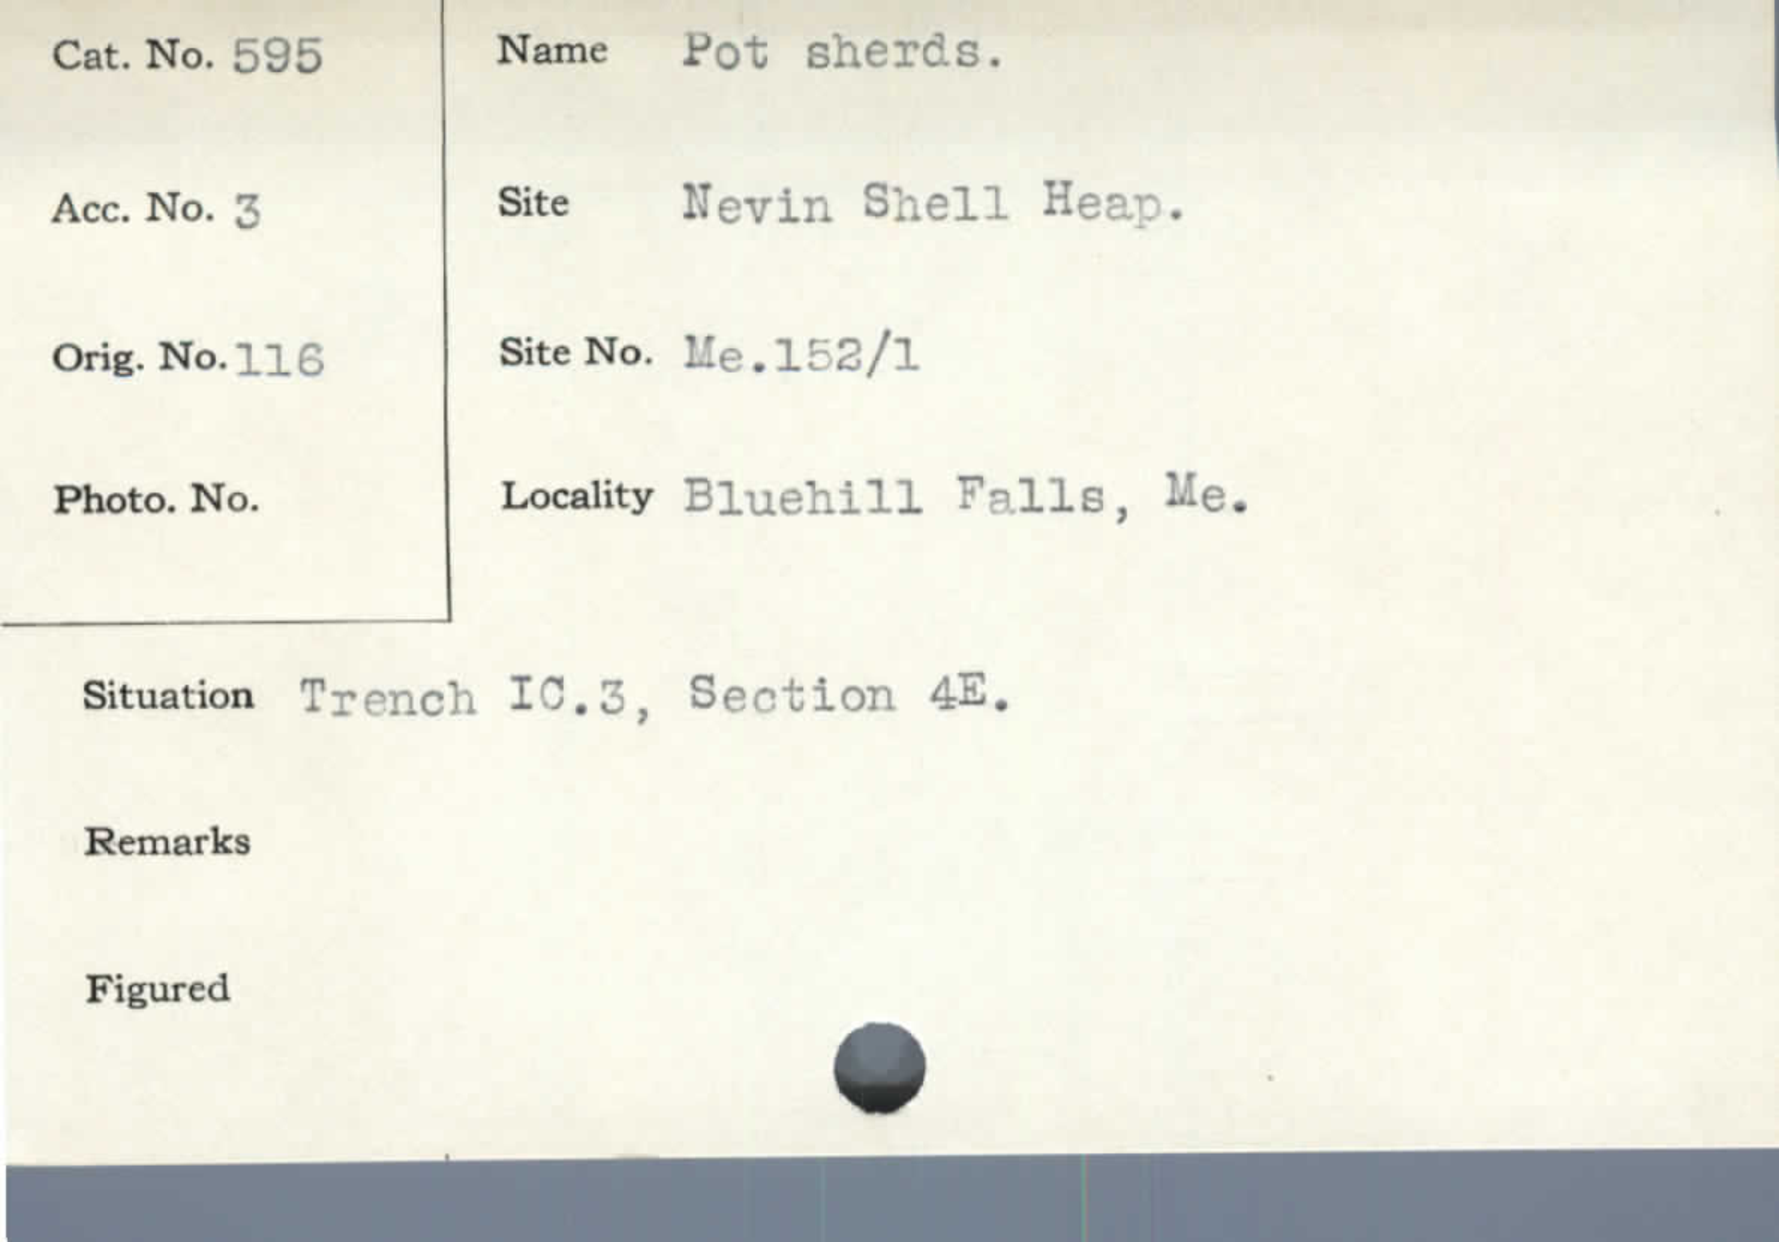 Cat. No. 595
Name Pot sherds.
Acc. No. 3
Site Nevin Shell Heap.
Orig. No. 116
Site No. Me.152/1
Photo. No.
Locality Bluehill Falls, Me.
Situation Trench IC.3, Section 4E.
Remarks
Figured